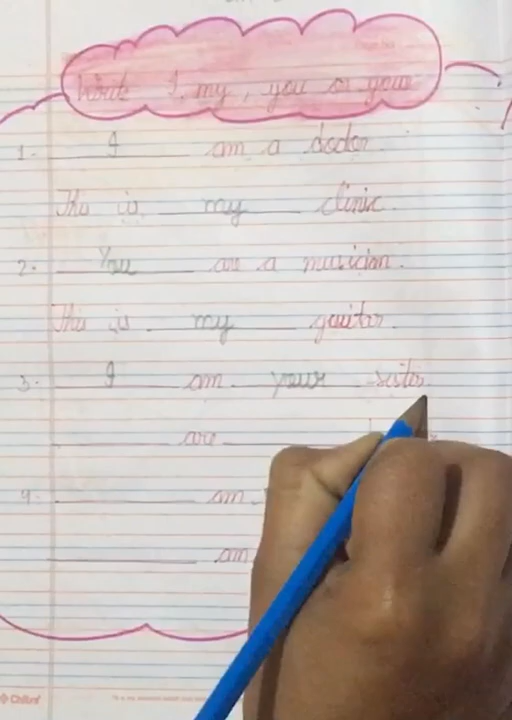 Write I, my, you or your
1. I am a doctor.
This is my clinic.
2. You are a musician.
This is my guitar.
3. I am your sister
are
4. am
am